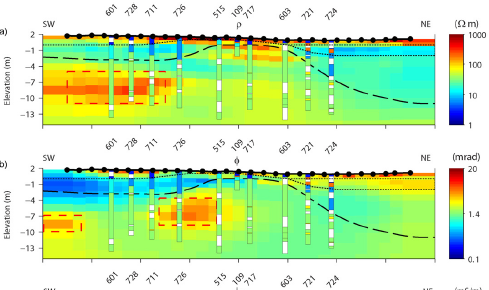 601 728 711 726 515 109 717 603 721 724
SW ρ NE (Ω m)
a)
2
−1
−4
−7
−10
−13
Elevation (m)
1000
100
10
1
601 728 711 726 515 109 717 603 721 724
SW ϕ NE (mrad)
b)
2
−1
−4
−7
−10
−13
Elevation (m)
20
1.4
0.1
601 728 711 726 515 109 717 603 721 724